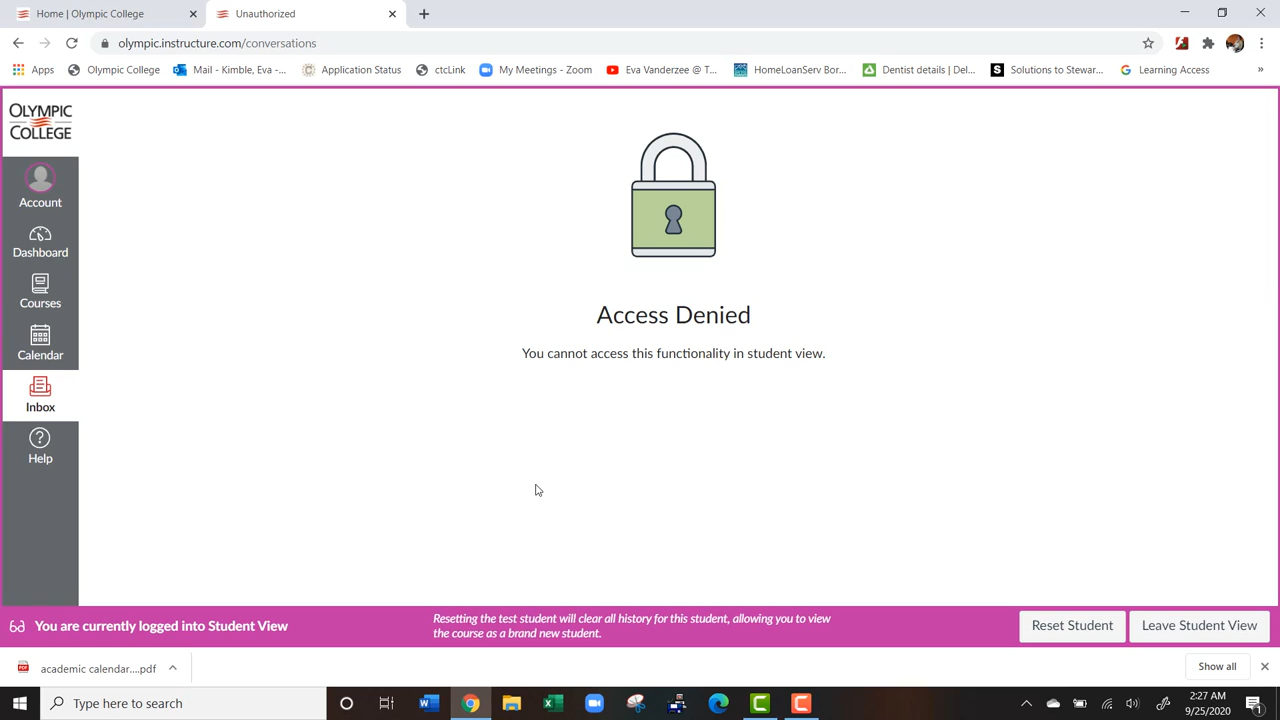 Home | Olympic College
Unauthorized
olympic.instructure.com/conversations
Apps
Olympic College
Mail - Kimble, Eva -...
Application Status
ctcLink
My Meetings - Zoom
Eva Vanderzee @ T...
HomeLoanServ Bor...
Dentist details | Del...
Solutions to Stewar...
Learning Access
»
OLYMPIC
COLLEGE
Account
Dashboard
Courses
Calendar
Inbox
Help
Access Denied
You cannot access this functionality in student view.
You are currently logged into Student View
Resetting the test student will clear all history for this student, allowing you to view
the course as a brand new student.
Reset Student
Leave Student View
academic calendar....pdf
Show all
Type here to search
2:27 AM
9/25/2020